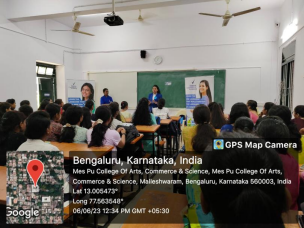 GPS Map Camera
Bengaluru, Karnataka, India
Mes Pu College Of Arts, Commerce & Science, Mes Pu College Of Arts,
Commerce & Science, Malleshwaram, Bengaluru, Karnataka 560003, India
Lat 13.005473°
Long 77.563548°
06/06/23 12:34 PM GMT +05:30
Google